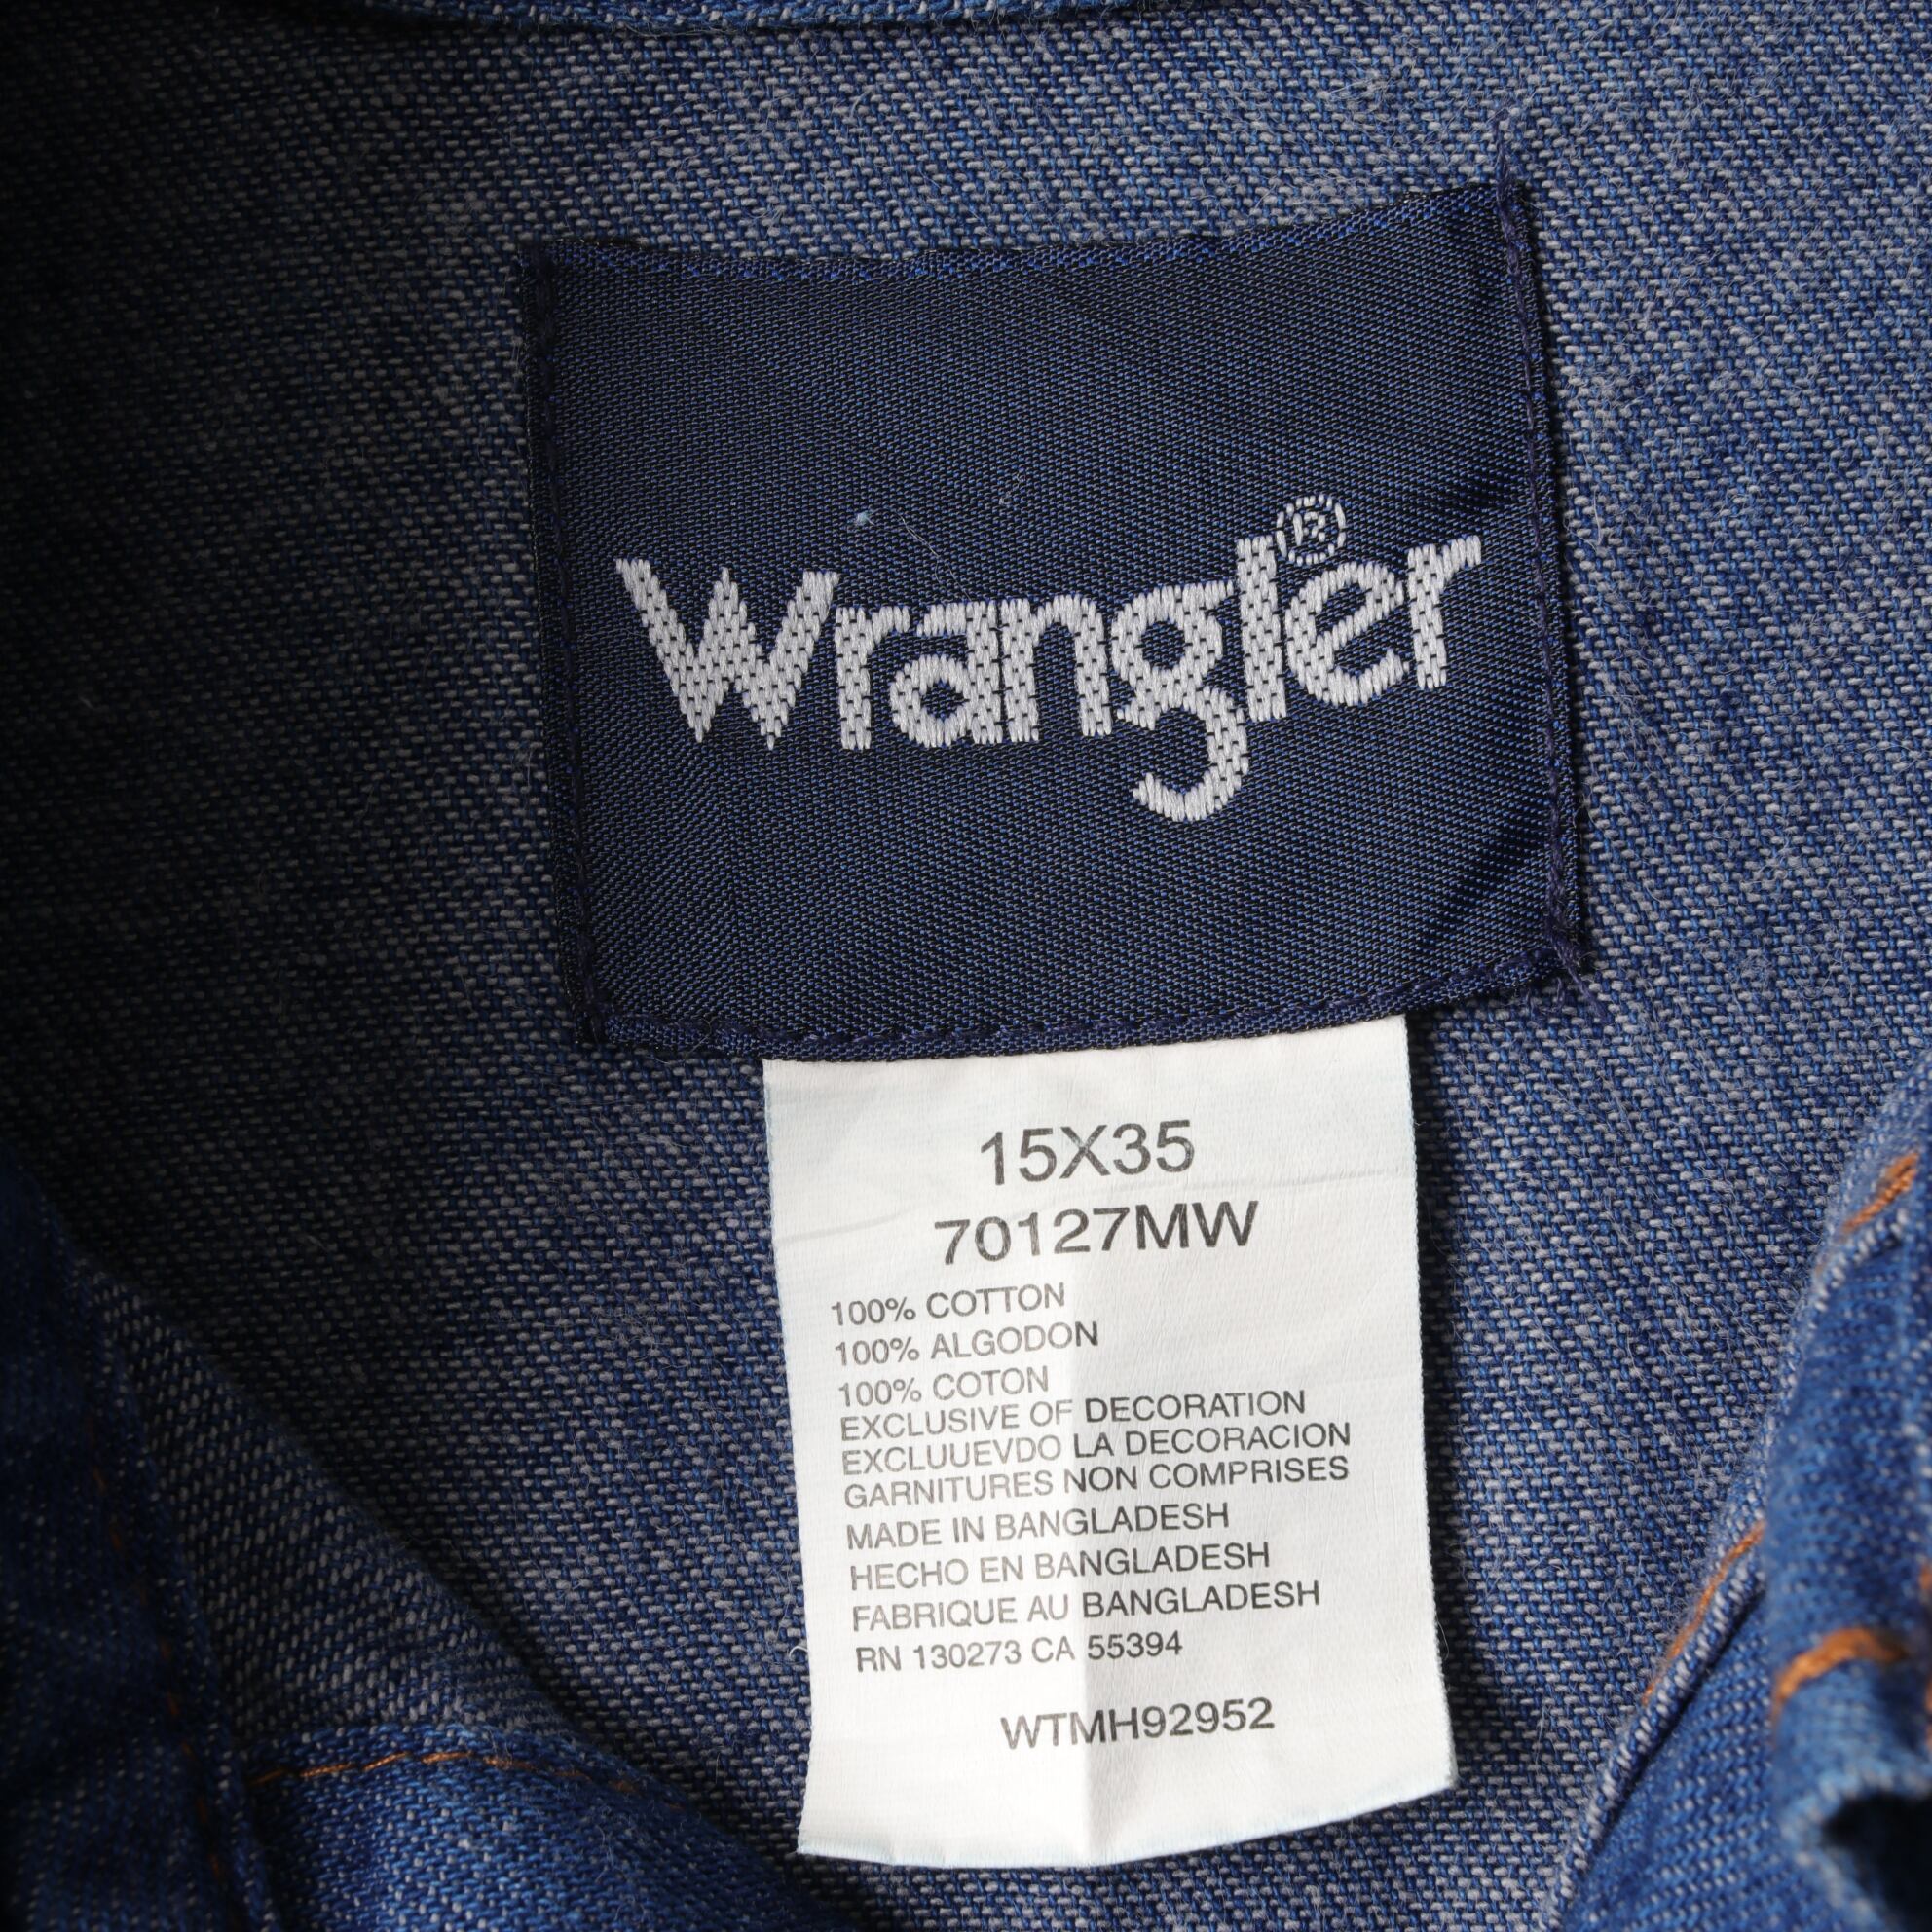 Wrangler®
15X35
70127MW
100% COTTON
100% ALGODON
100% COTON
EXCLUSIVE OF DECORATION
EXCLUUEVDO LA DECORACION
GARNITURES NON COMPRISES
MADE IN BANGLADESH
HECHO EN BANGLADESH
FABRIQUE AU BANGLADESH
RN 130273 CA 55394
WTMH92952